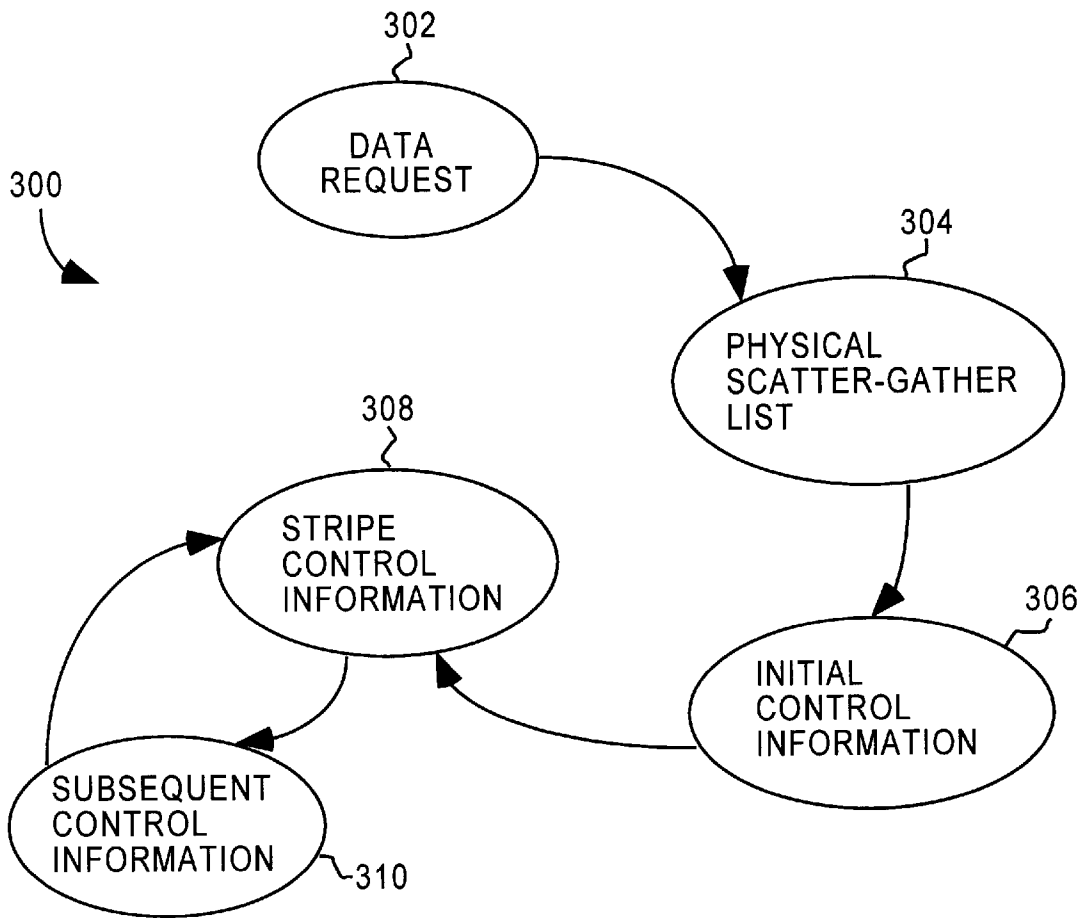 302
DATA
REQUEST
300
304
PHYSICAL
SCATTER-GATHER
LIST
308
STRIPE
CONTROL
INFORMATION
306
INITIAL
CONTROL
INFORMATION
SUBSEQUENT
CONTROL
INFORMATION
310